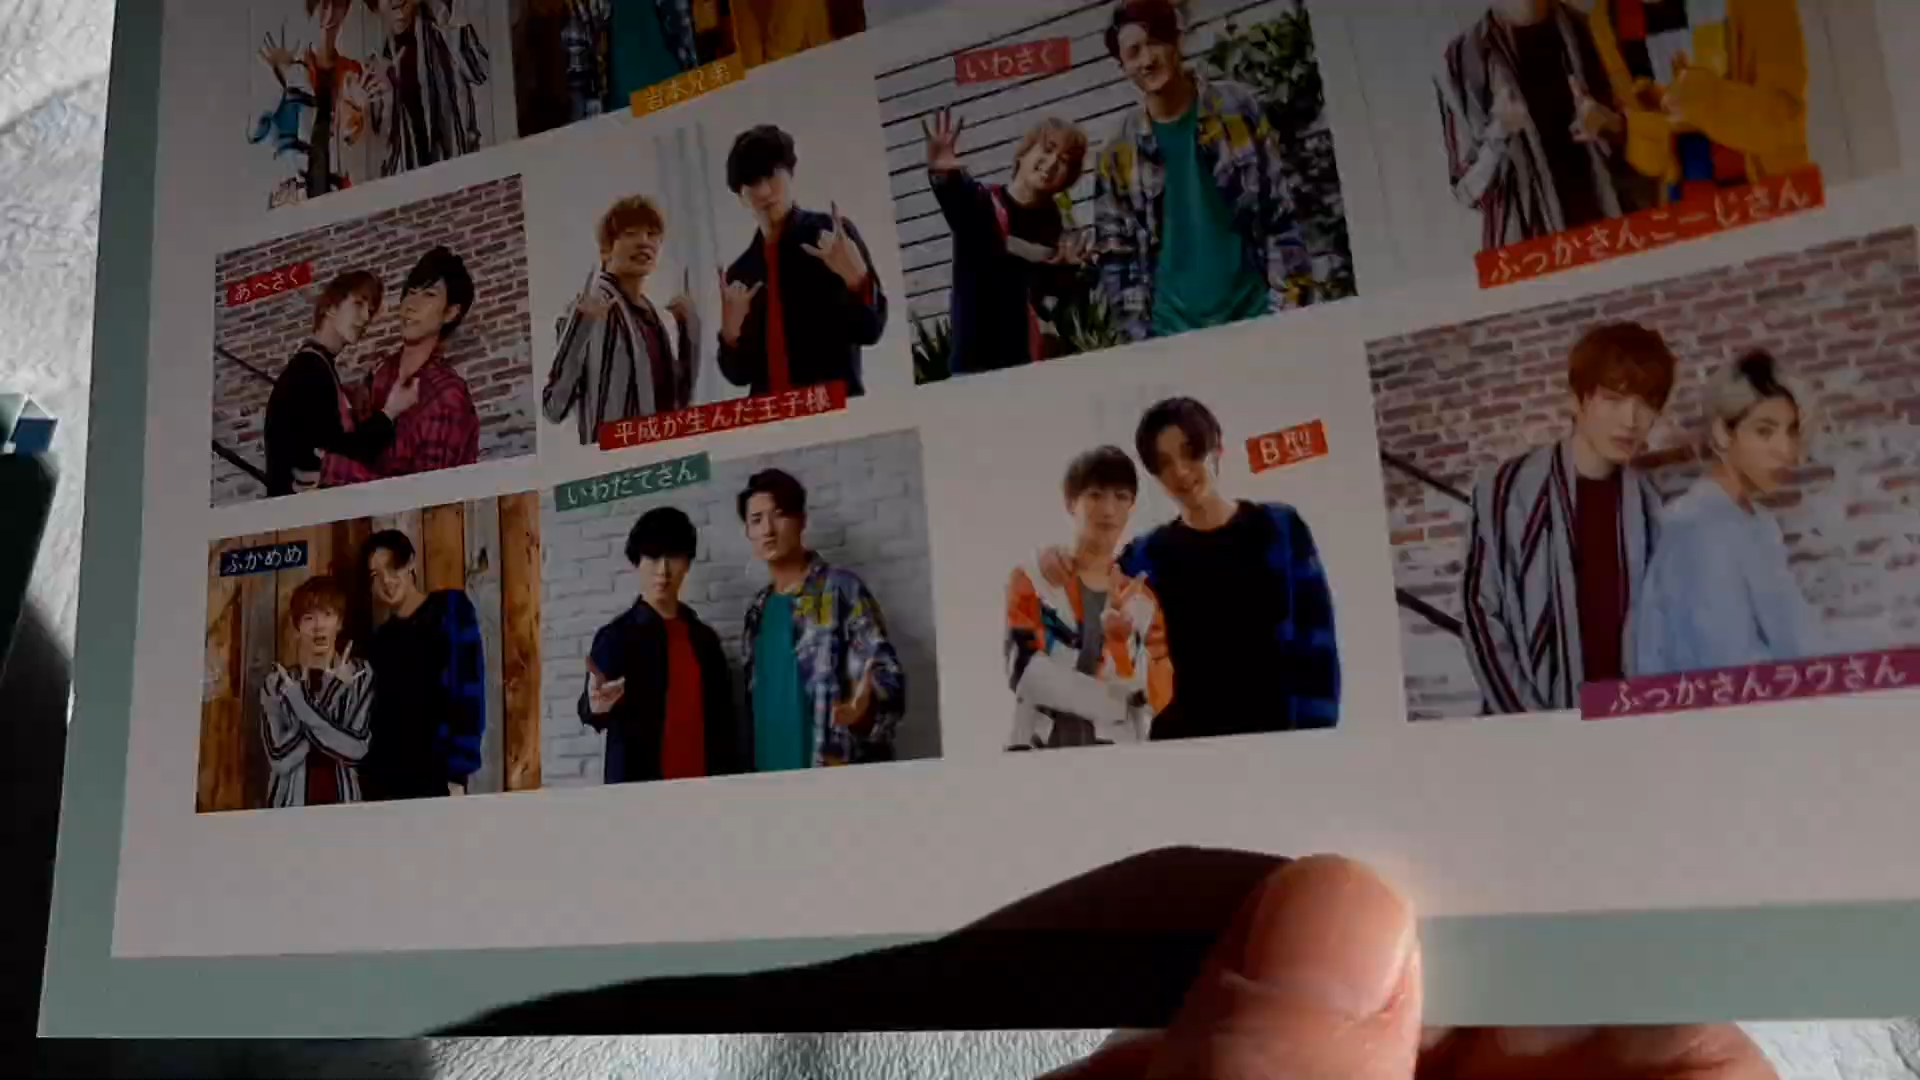 岩本兄弟
いわさく
ふっかさんこーじさん
あべさく
平成が生んだ王子様
いわだてさん
B型
ふかめめ
ふっかさんラウさん